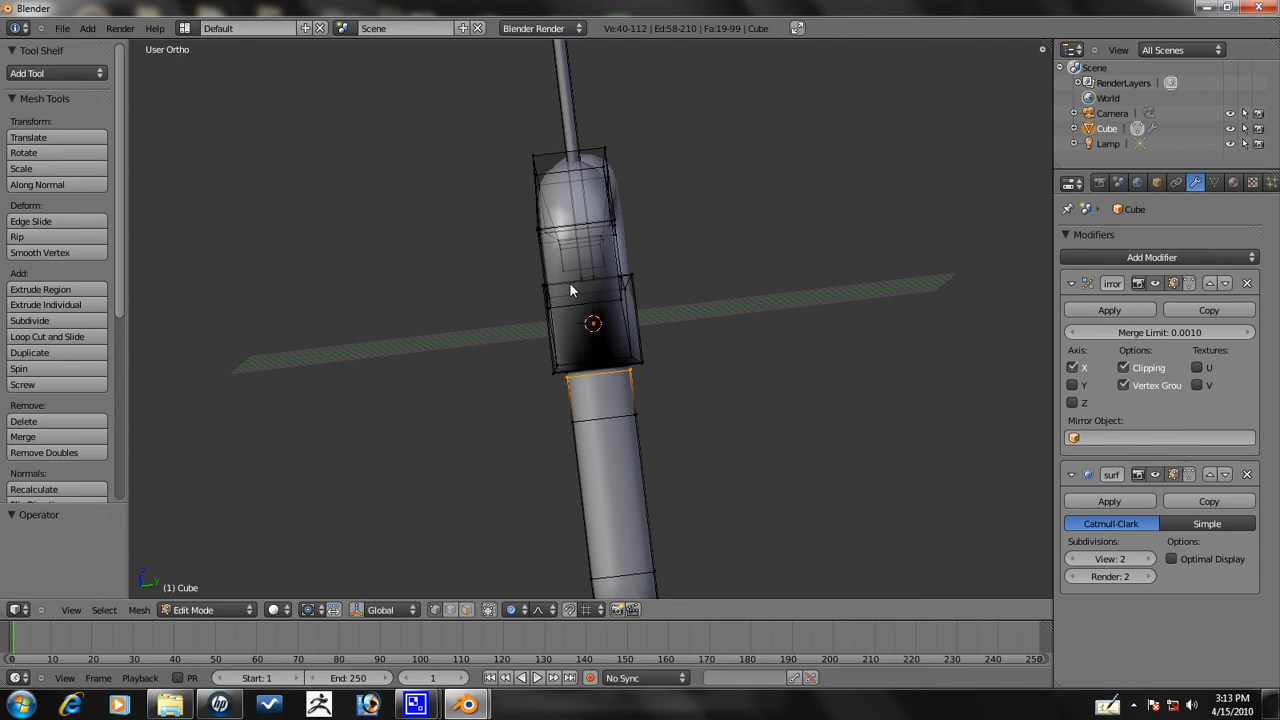 Blender
File Add Render Help Default Scene Blender Render Ve:40-112 | Ed:58-210 | Fa:19-99 | Cube
Tool Shelf
Add Tool
Mesh Tools
Transform:
Translate
Rotate
Scale
Along Normal
Deform:
Edge Slide
Rip
Smooth Vertex
Add:
Extrude Region
Extrude Individual
Subdivide
Loop Cut and Slide
Duplicate
Spin
Screw
Remove:
Delete
Merge
Remove Doubles
Normals:
Recalculate
Operator
User Ortho
z
y
(1) Cube
View Select Mesh Edit Mode Global
View All Scenes
Scene
RenderLayers
World
Camera
Cube
Lamp
Cube
Modifiers
Add Modifier
irror
Apply Copy
Merge Limit: 0.0010
Axis: Options: Textures:
X Clipping U
Y Vertex Grou V
Z
Mirror Object:
surf
Apply Copy
Catmull-Clark Simple
Subdivisions: Options:
View: 2 Optimal Display
Render: 2
0 10 20 30 40 50 60 70 80 90 100 110 120 130 140 150 160 170 180 190 200 210 220 230 240 250
View Frame Playback PR Start: 1 End: 250 1 No Sync
3:13 PM
4/15/2010